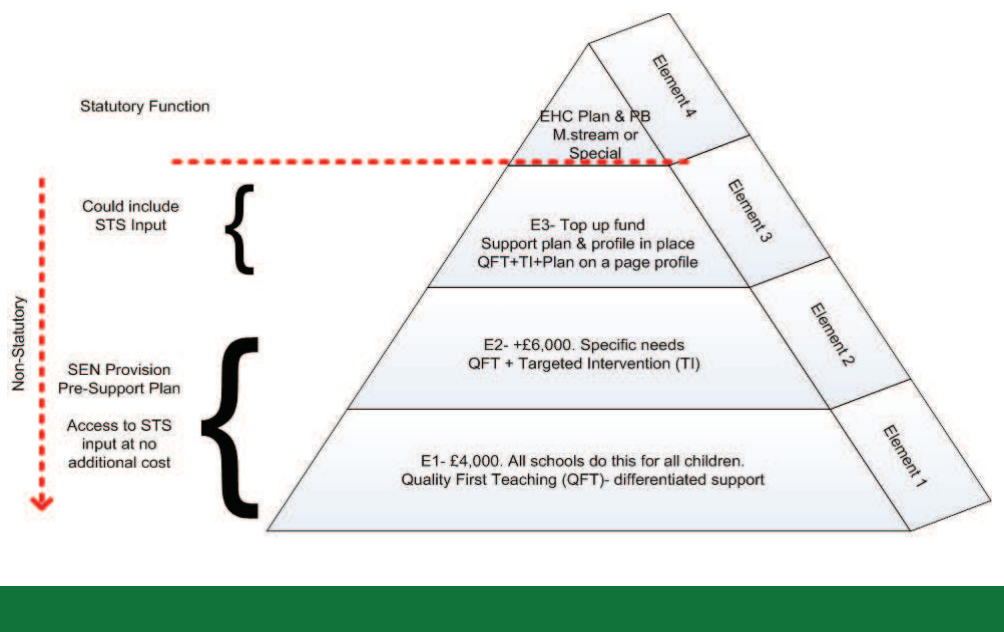 Statutory Function
EHC Plan & PB
M.stream or
Special
Element 4
Could include
STS Input
E3- Top up fund
Support plan & profile in place
QFT+TI+Plan on a page profile
Element 3
Non-Statutory
SEN Provision
Pre-Support Plan
Access to STS
input at no
additional cost
E2- +£6,000. Specific needs
QFT + Targeted Intervention (TI)
Element 2
E1- £4,000. All schools do this for all children.
Quality First Teaching (QFT)- differentiated support
Element 1